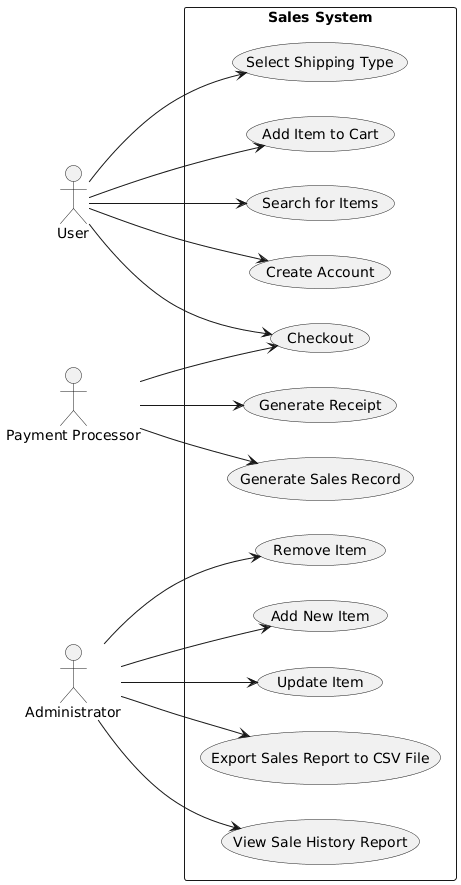 Sales System
Select Shipping Type
Add Item to Cart
Search for Items
User
Create Account
Checkout
Generate Receipt
Payment Processor
Generate Sales Record
Remove Item
Add New Item
Update Item
Administrator
Export Sales Report to CSV File
View Sale History Report